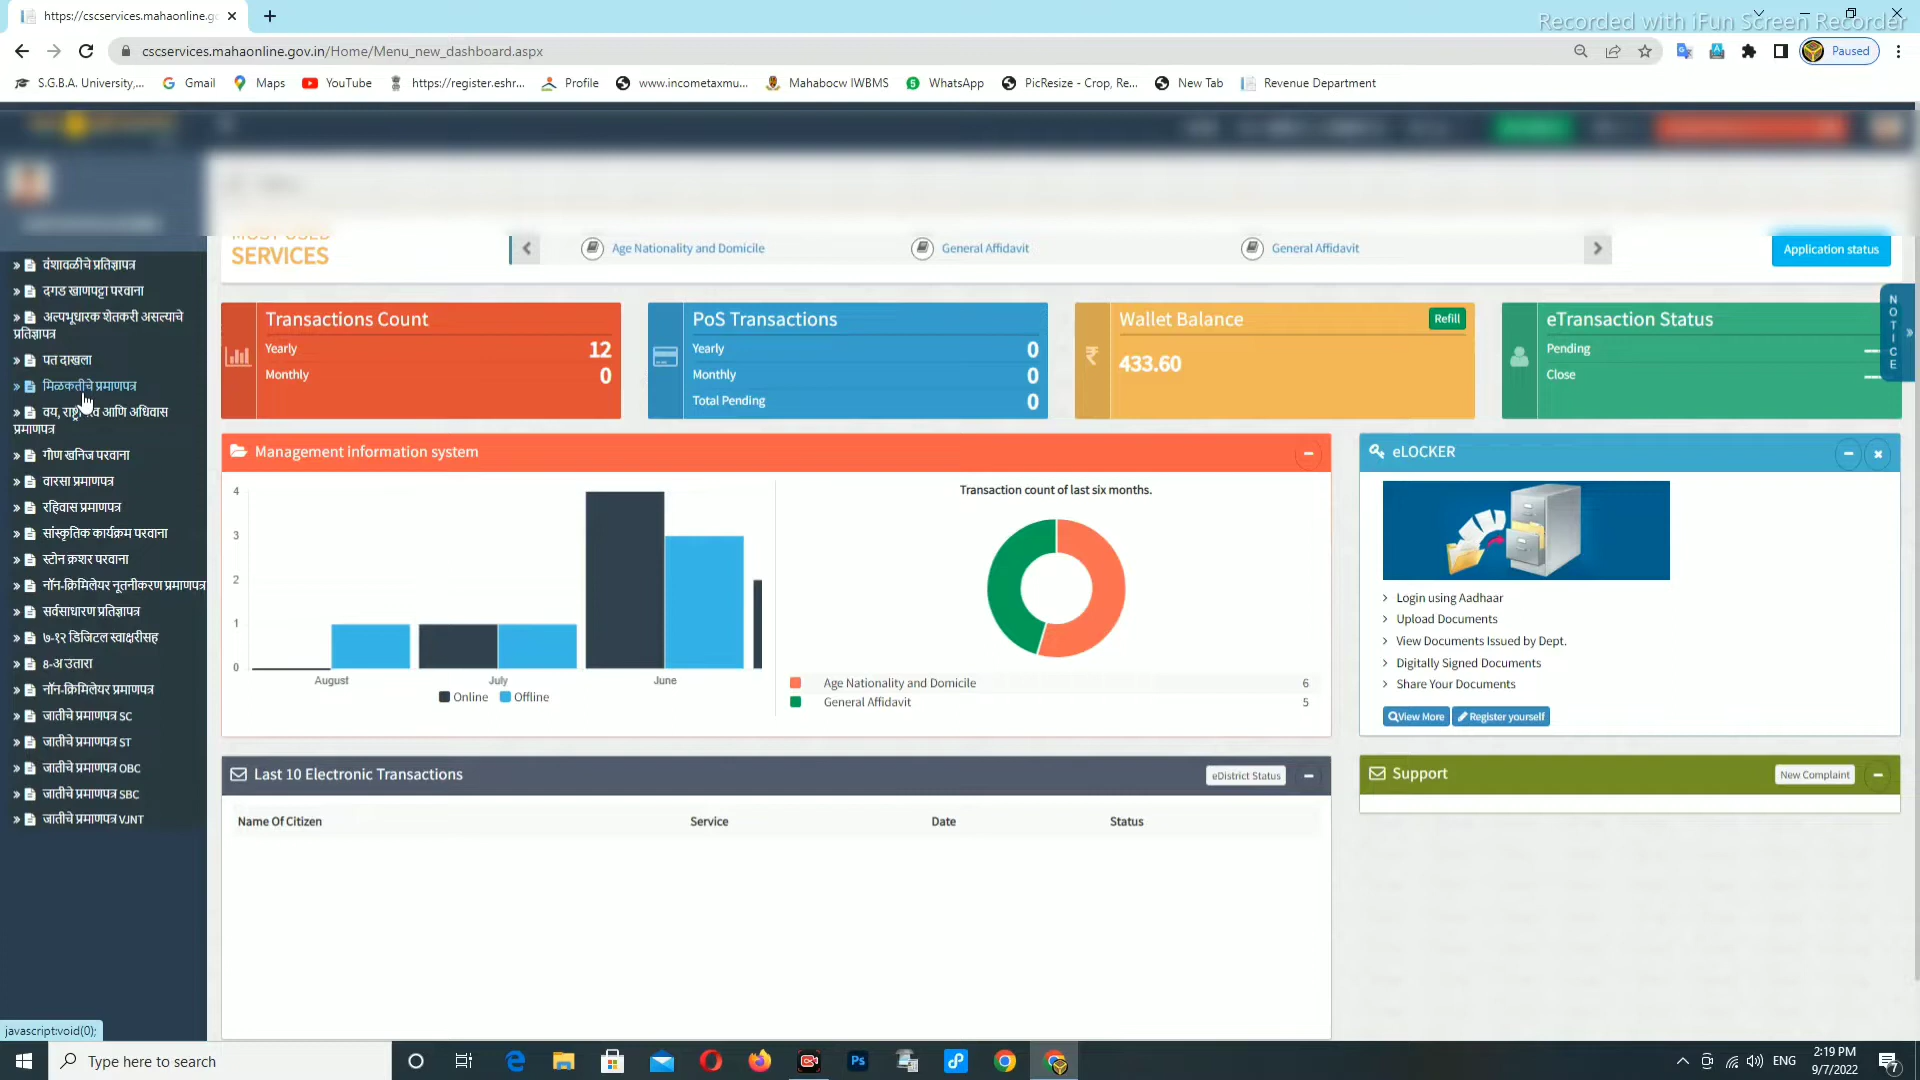 https://cscservices.mahaonline.gc
Recorded with iFun Screen Recorder
cscservices.mahaonline.gov.in/Home/Menu_new_dashboard.aspx
Paused
S.G.B.A. University,...
Gmail
Maps
YouTube
https://register.eshr...
Profile
www.incometaxmu...
Mahabocw IWBMS
WhatsApp
PicResize - Crop, Re...
New Tab
Revenue Department
MOST USED
SERVICES
Age Nationality and Domicile
General Affidavit
General Affidavit
Application status
NOTICE
वंशावळीचे प्रतिज्ञापत्र
दगड खाणपट्टा परवाना
अल्पभूधारक शेतकरी असल्याचे
प्रतिज्ञापत्र
पत दाखला
मिळकतीचे प्रमाणपत्र
वय, राष्ट्री व आणि अधिवास
प्रमाणपत्र
गौण खनिज परवाना
वारसा प्रमाणपत्र
रहिवास प्रमाणपत्र
सांस्कृतिक कार्यक्रम परवाना
स्टोन क्रशर परवाना
नॉन-क्रिमिलेयर नूतनीकरण प्रमाणपत्र
सर्वसाधारण प्रतिज्ञापत्र
७-१२ डिजिटल स्वाक्षरीसह
8-अ उतारा
नॉन-क्रिमिलेयर प्रमाणपत्र
जातीचे प्रमाणपत्र SC
जातीचे प्रमाणपत्र ST
जातीचे प्रमाणपत्र OBC
जातीचे प्रमाणपत्र SBC
जातीचे प्रमाणपत्र VJNT
Transactions Count
Yearly 12
Monthly 0
PoS Transactions
Yearly 0
Monthly 0
Total Pending 0
Wallet Balance
Refill
433.60
eTransaction Status
Pending
Close
Management information system
4
3
2
1
0
August July June
Online Offline
Transaction count of last six months.
Age Nationality and Domicile 6
General Affidavit 5
eLOCKER
Login using Aadhaar
Upload Documents
View Documents Issued by Dept.
Digitally Signed Documents
Share Your Documents
View More Register yourself
Last 10 Electronic Transactions
eDistrict Status
Name Of Citizen Service Date Status
Support
New Complaint
javascript:void(0);
Type here to search
Ps
ENG
2:19 PM
9/7/2022
7